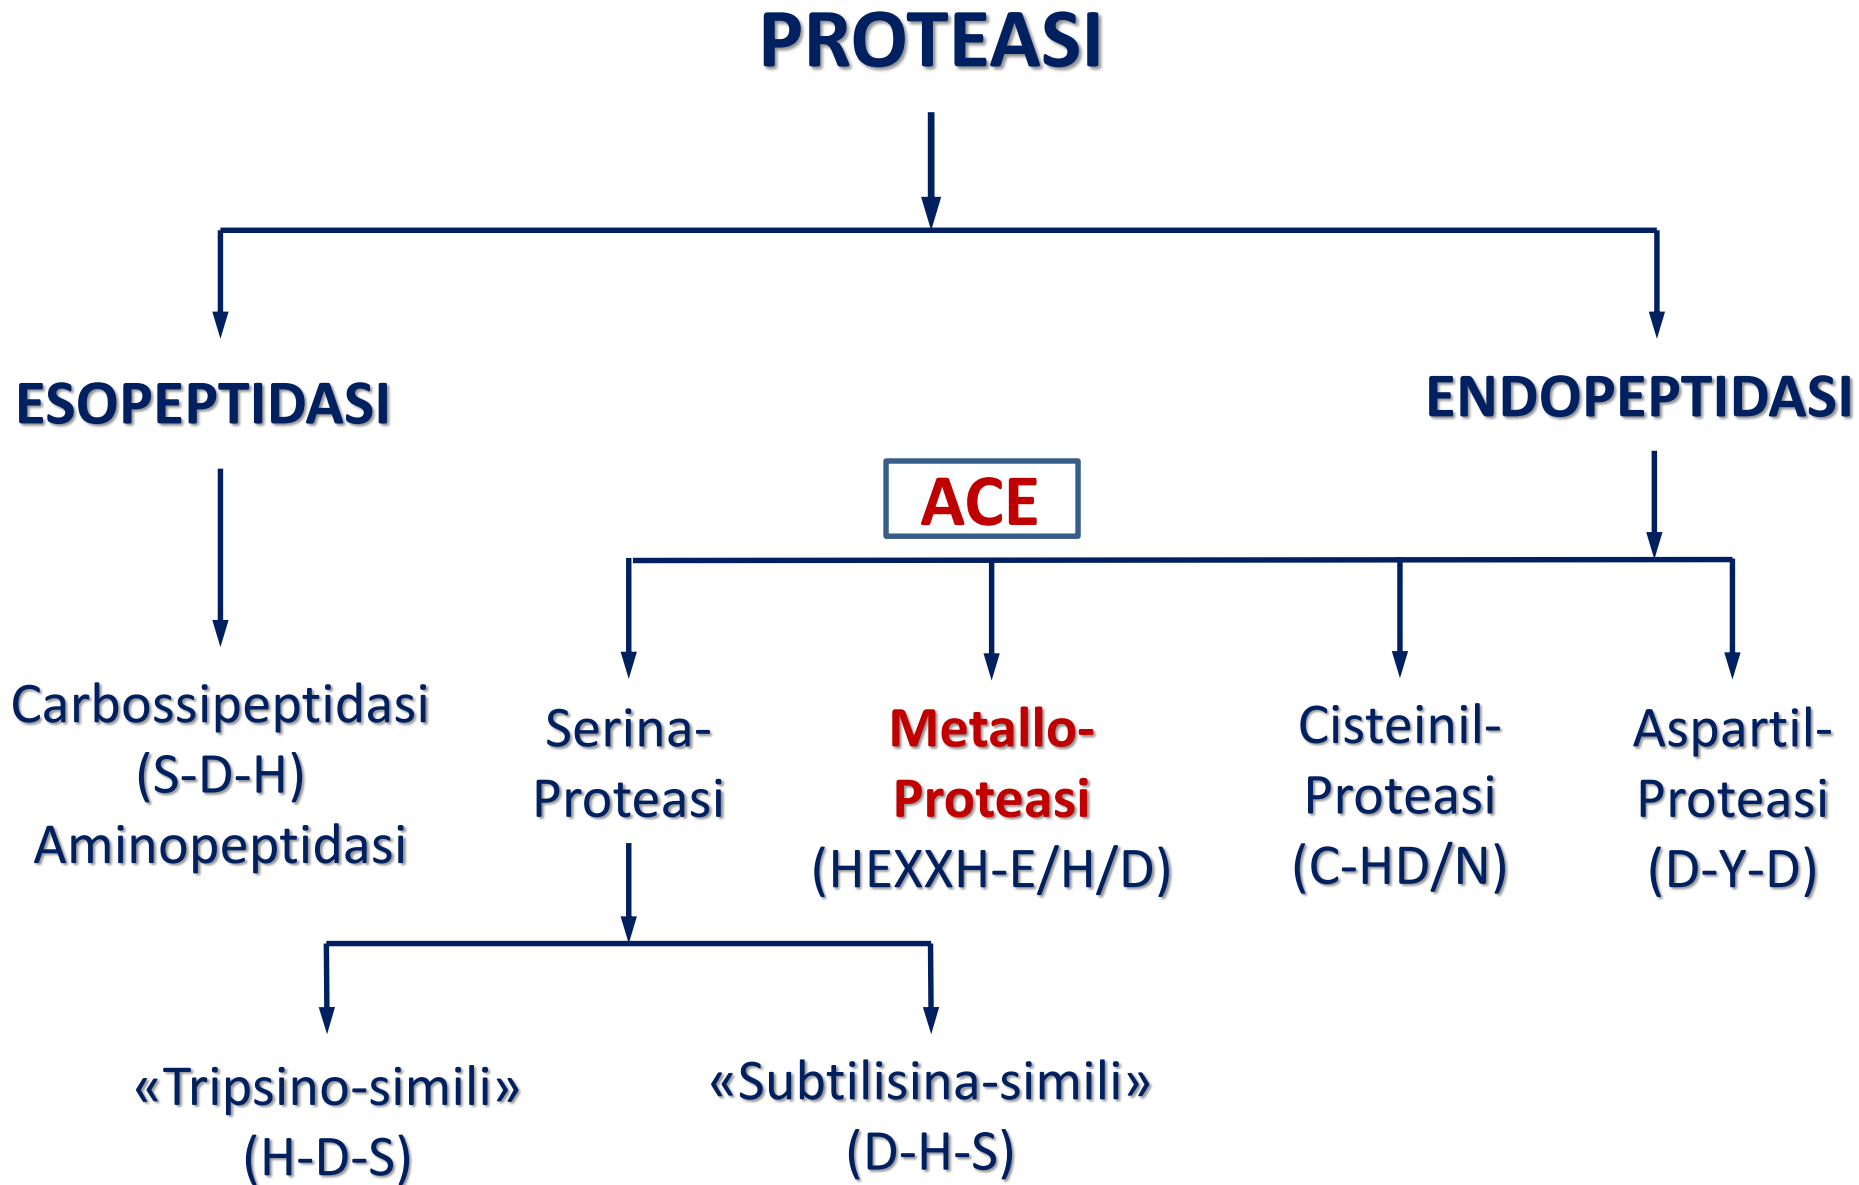 PROTEASI
ESOPEPTIDASI
ENDOPEPTIDASI
ACE
Carbossipeptidasi
(S-D-H)
Aminopeptidasi
Serina-
Proteasi
Metallo-
Proteasi
(HEXXH-E/H/D)
Cisteinil-
Proteasi
(C-HD/N)
Aspartil-
Proteasi
(D-Y-D)
«Tripsino-simili»
(H-D-S)
«Subtilisina-simili»
(D-H-S)